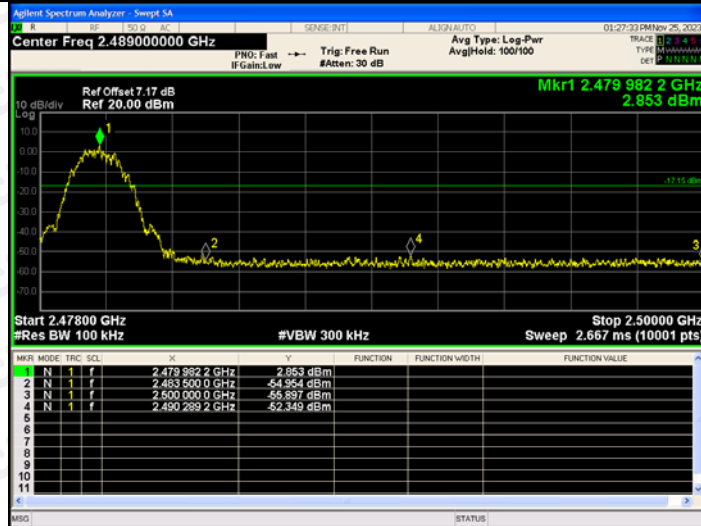 Agilent Spectrum Analyzer - Swept SA
R RF 50 Ω AC SENSE:INT ALIGN AUTO 01:27:33 PM Nov 25, 2023
Center Freq 2.489000000 GHz
PNO: Fast Trig: Free Run Avg Type: Log-Pwr TRACE 1 2 3 4 5
IFGain:Low #Atten: 30 dB Avg|Hold: 100/100 TYPE M
DET P N N N N
Mkr1 2.479 982 2 GHz
2.853 dBm
Ref Offset 7.17 dB
10 dB/div Ref 20.00 dBm
Log
10.0
0.00
-10.0
-17.15 dBm
-20.0
-30.0
-40.0
-50.0
-60.0
-70.0
1
2
4
3
Start 2.47800 GHz Stop 2.50000 GHz
#Res BW 100 kHz #VBW 300 kHz Sweep 2.667 ms (10001 pts)
MKR MODE TRC SCL X Y FUNCTION FUNCTION WIDTH FUNCTION VALUE
1 N 1 f 2.479 982 2 GHz 2.853 dBm
2 N 1 f 2.483 500 0 GHz -54.954 dBm
3 N 1 f 2.500 000 0 GHz -55.897 dBm
4 N 1 f 2.490 289 2 GHz -52.349 dBm
5
6
7
8
9
10
11
MSG STATUS